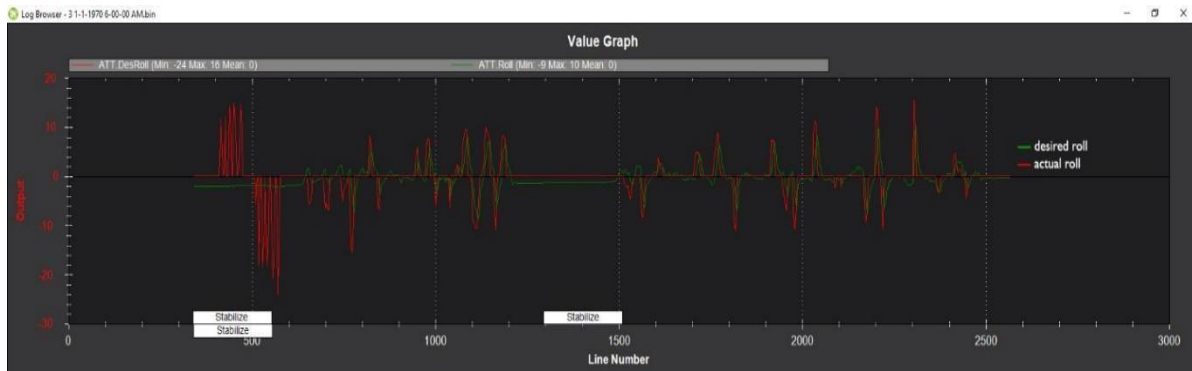 Log Browser - 3 1-1-1970 6-00-00 AM.bin
Value Graph
ATT.DesRoll (Min: -24 Max: 16 Mean: 0)
ATT.Roll (Min: -9 Max: 10 Mean: 0)
20
10
0
-10
-20
-30
Output
desired roll
actual roll
Stabilize
Stabilize
Stabilize
0
500
1000
1500
2000
2500
3000
Line Number